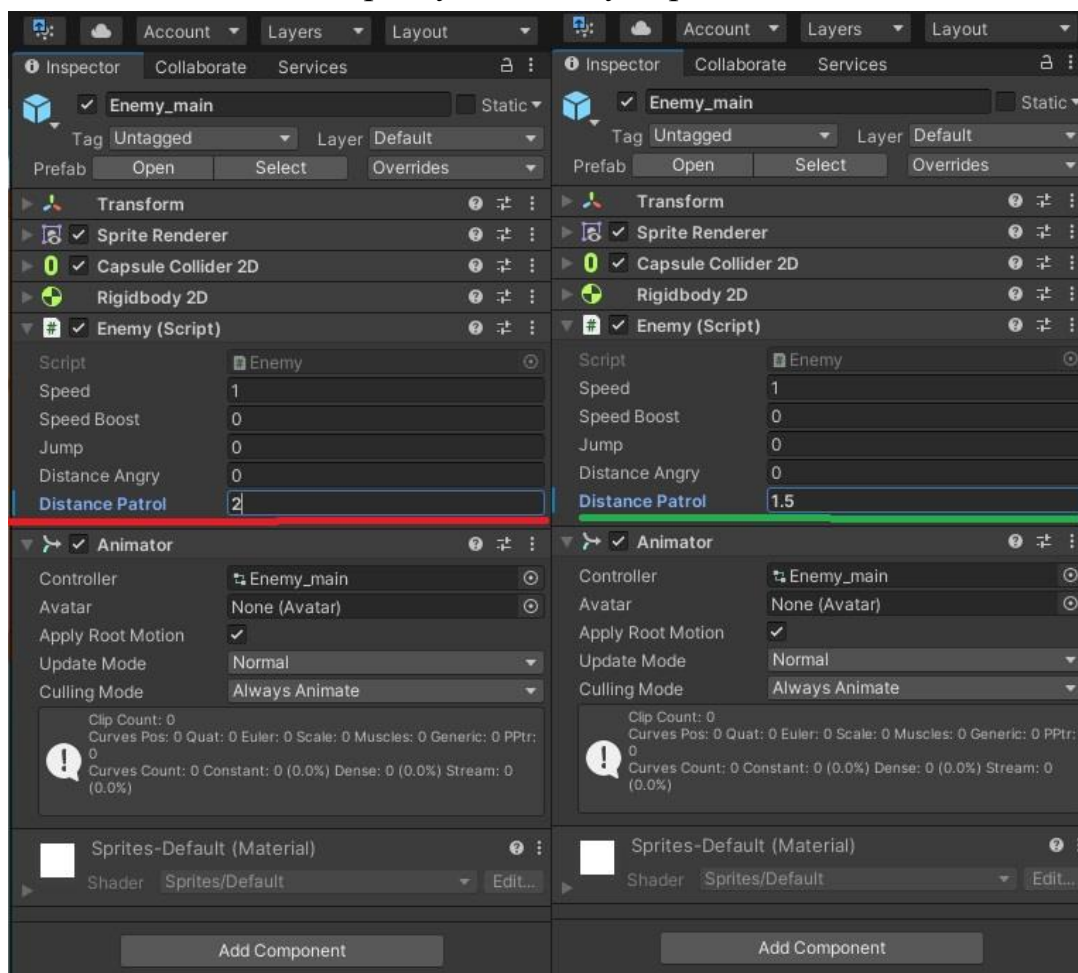 Account Layers Layout
Inspector Collaborate Services
Enemy_main Static
Tag Untagged Layer Default
Prefab Open Select Overrides
Transform
Sprite Renderer
Capsule Collider 2D
Rigidbody 2D
# Enemy (Script)
Script Enemy
Speed 1
Speed Boost 0
Jump 0
Distance Angry 0
Distance Patrol 2
Animator
Controller Enemy_main
Avatar None (Avatar)
Apply Root Motion
Update Mode Normal
Culling Mode Always Animate
Clip Count: 0
Curves Pos: 0 Quat: 0 Euler: 0 Scale: 0 Muscles: 0 Generic: 0 PPtr:
0
Curves Count: 0 Constant: 0 (0.0%) Dense: 0 (0.0%) Stream: 0
(0.0%)
Sprites-Default (Material)
Shader Sprites/Default Edit...
Add Component
Account Layers Layout
Inspector Collaborate Services
Enemy_main Static
Tag Untagged Layer Default
Prefab Open Select Overrides
Transform
Sprite Renderer
Capsule Collider 2D
Rigidbody 2D
# Enemy (Script)
Script Enemy
Speed 1
Speed Boost 0
Jump 0
Distance Angry 0
Distance Patrol 1.5
Animator
Controller Enemy_main
Avatar None (Avatar)
Apply Root Motion
Update Mode Normal
Culling Mode Always Animate
Clip Count: 0
Curves Pos: 0 Quat: 0 Euler: 0 Scale: 0 Muscles: 0 Generic: 0 PPtr:
0
Curves Count: 0 Constant: 0 (0.0%) Dense: 0 (0.0%) Stream: 0
(0.0%)
Sprites-Default (Material)
Shader Sprites/Default Edit...
Add Component